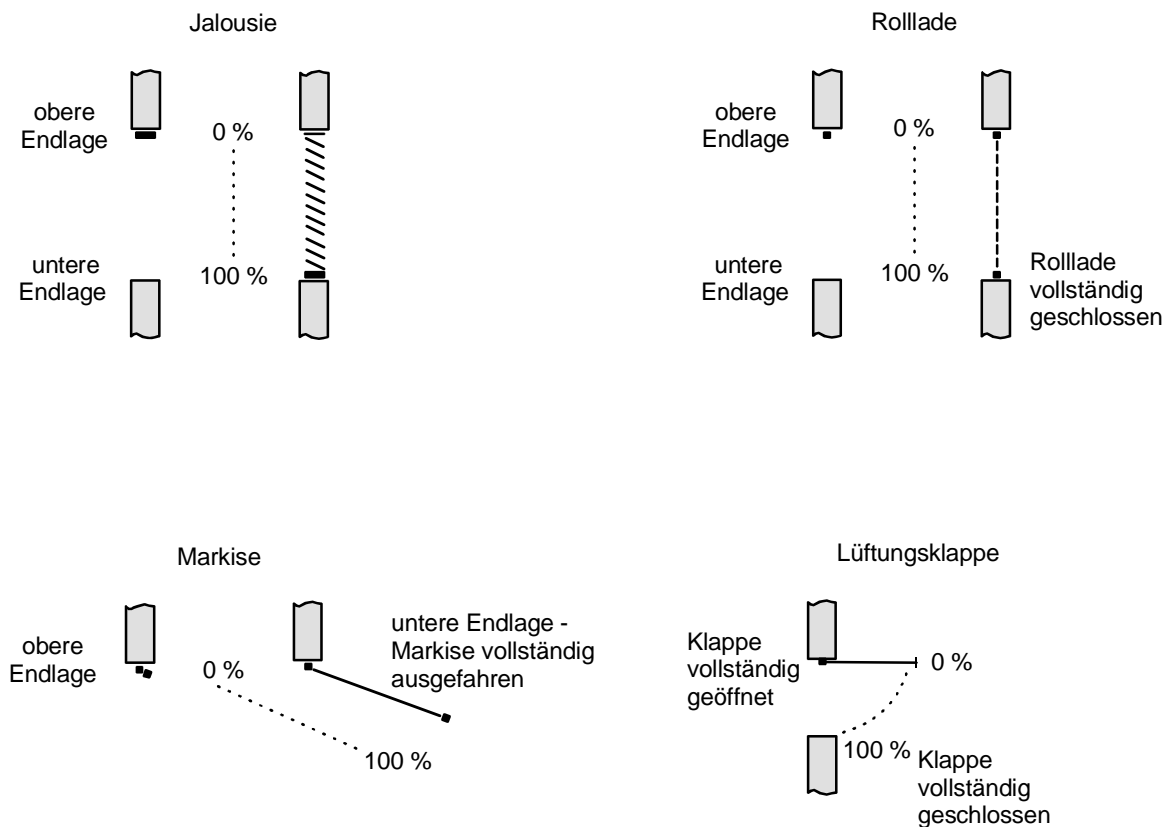 Jalousie
obere
Endlage
0 %
untere
Endlage
100 %
Rolllade
obere
Endlage
0 %
untere
Endlage
100 %
Rolllade
vollständig
geschlossen
Markise
obere
Endlage
0 %
untere Endlage -
Markise vollständig
ausgefahren
100 %
Lüftungsklappe
Klappe
vollständig
geöffnet
0 %
100 %
Klappe
vollständig
geschlossen